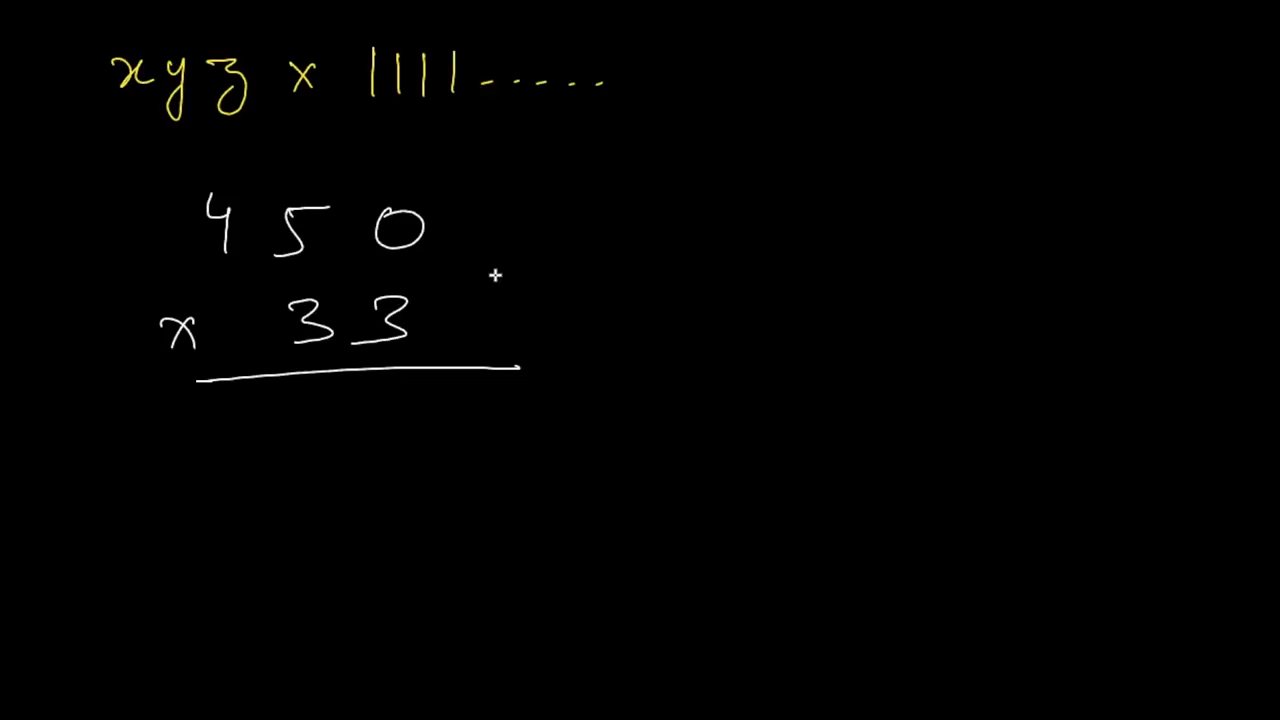 xyz x 1111-----
450
x 33